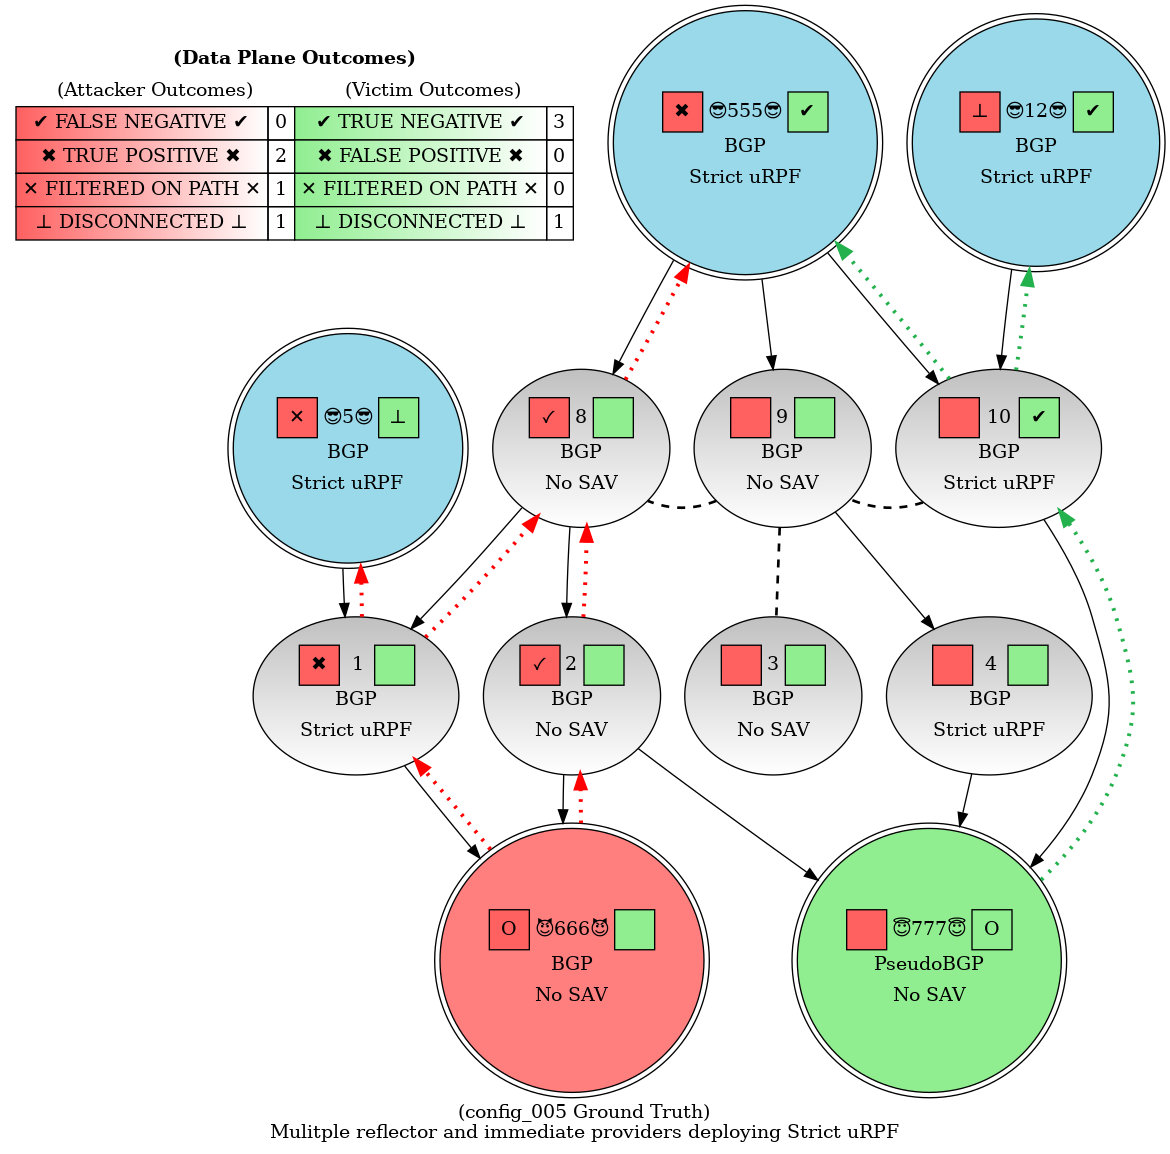 (Data Plane Outcomes)
(Attacker Outcomes) (Victim Outcomes)
✔ FALSE NEGATIVE ✔ 0 ✔ TRUE NEGATIVE ✔ 3
✖ TRUE POSITIVE ✖ 2 ✖ FALSE POSITIVE ✖ 0
✕ FILTERED ON PATH ✕ 1 ✕ FILTERED ON PATH ✕ 0
⊥ DISCONNECTED ⊥ 1 ⊥ DISCONNECTED ⊥ 1
✖ 😎555😎 ✔
BGP
Strict uRPF
⊥ 😎12😎 ✔
BGP
Strict uRPF
✕ 😎5😎 ⊥
BGP
Strict uRPF
✓ 8
BGP
No SAV
9
BGP
No SAV
10 ✔
BGP
Strict uRPF
✖ 1
BGP
Strict uRPF
✓ 2
BGP
No SAV
3
BGP
No SAV
4
BGP
Strict uRPF
O 😈666😈
BGP
No SAV
😇777😇 O
PseudoBGP
No SAV
(config_005 Ground Truth)
Mulitple reflector and immediate providers deploying Strict uRPF